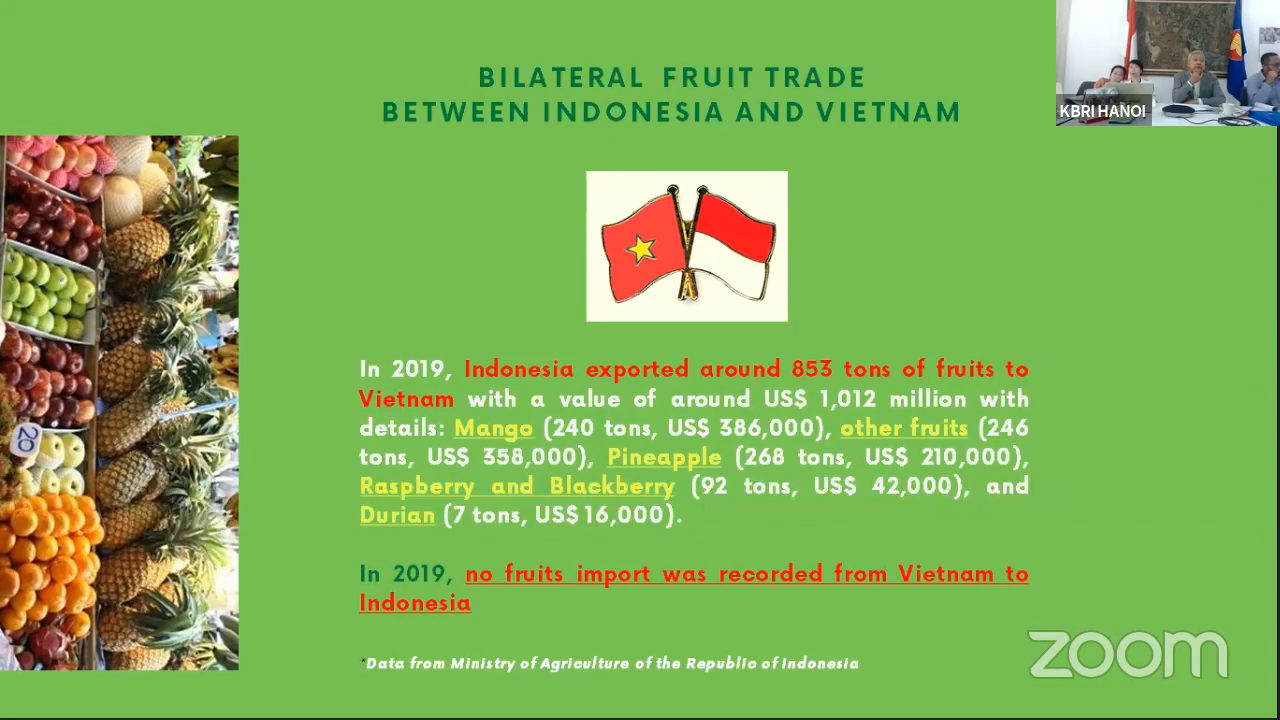 BILATERAL FRUIT TRADE
BETWEEN INDONESIA AND VIETNAM
KBRI HANOI
20
In 2019, Indonesia exported around 853 tons of fruits to
Vietnam with a value of around US$ 1,012 million with
details: Mango (240 tons, US$ 386,000), other fruits (246
tons, US$ 358,000), Pineapple (268 tons, US$ 210,000),
Raspberry and Blackberry (92 tons, US$ 42,000), and
Durian (7 tons, US$ 16,000).
In 2019, no fruits import was recorded from Vietnam to
Indonesia
*Data from Ministry of Agriculture of the Republic of Indonesia
zoom